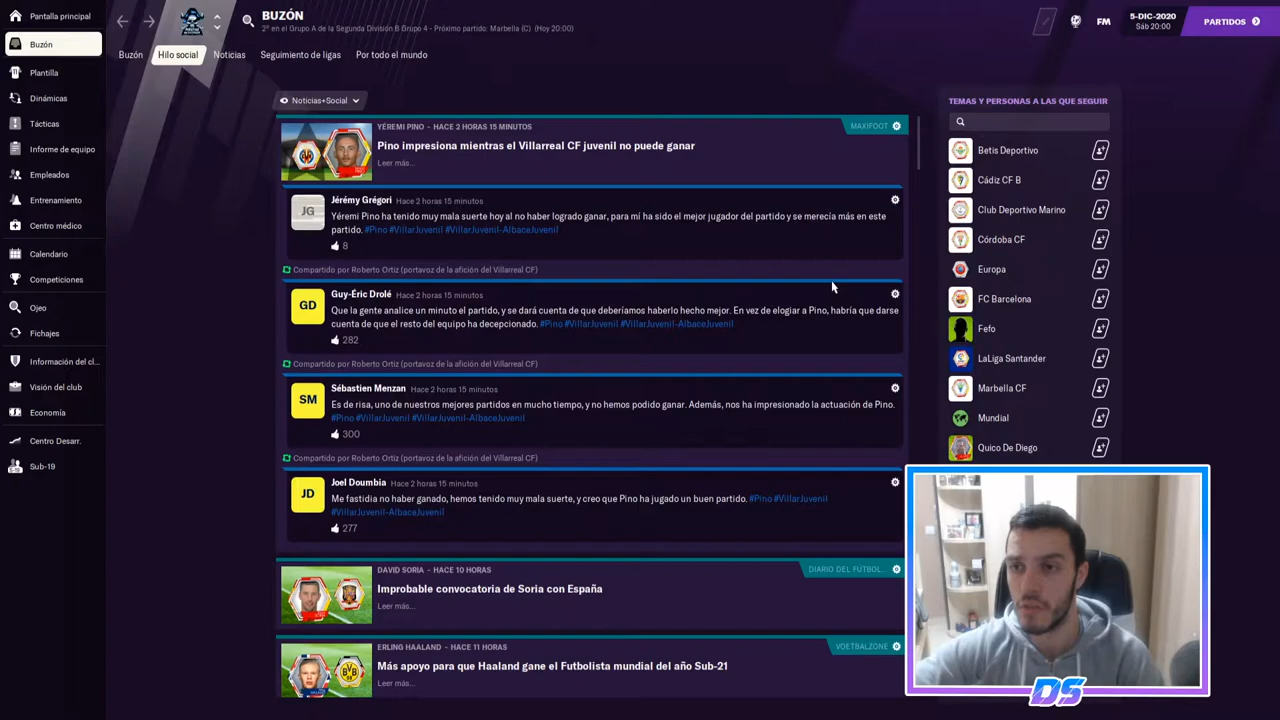 Pantalla principal
Buzón
Plantilla
Dinámicas
Tácticas
Informe de equipo
Empleados
Entrenamiento
Centro médico
Calendario
Competiciones
Ojeo
Fichajes
Información del cl...
Visión del club
Economía
Centro Desarr.
Sub-19
BUZÓN
2º en el Grupo A de la Segunda División B Grupo 4 - Próximo partido: Marbella (C) (Hoy 20:00)
FM
5-DIC-2020
Sáb 20:00
PARTIDOS
Buzón
Hilo social
Noticias
Seguimiento de ligas
Por todo el mundo
Noticias+Social
YÉREMI PINO - HACE 2 HORAS 15 MINUTOS
MAXIFOOT
Pino impresiona mientras el Villarreal CF juvenil no puede ganar
Leer más...
JG
Jérémy Grégori Hace 2 horas 15 minutos
Yéremi Pino ha tenido muy mala suerte hoy al no haber logrado ganar, para mí ha sido el mejor jugador del partido y se merecía más en este
partido. #Pino #VillarJuvenil #VillarJuvenil-AlbaceJuvenil
8
Compartido por Roberto Ortiz (portavoz de la afición del Villarreal CF)
GD
Guy-Éric Drolé Hace 2 horas 15 minutos
Que la gente analice un minuto el partido, y se dará cuenta de que deberíamos haberlo hecho mejor. En vez de elogiar a Pino, habría que darse
cuenta de que el resto del equipo ha decepcionado. #Pino #VillarJuvenil #VillarJuvenil-AlbaceJuvenil
282
Compartido por Roberto Ortiz (portavoz de la afición del Villarreal CF)
SM
Sébastien Menzan Hace 2 horas 15 minutos
Es de risa, uno de nuestros mejores partidos en mucho tiempo, y no hemos podido ganar. Además, nos ha impresionado la actuación de Pino.
#Pino #VillarJuvenil #VillarJuvenil-AlbaceJuvenil
300
Compartido por Roberto Ortiz (portavoz de la afición del Villarreal CF)
JD
Joel Doumbia Hace 2 horas 15 minutos
Me fastidia no haber ganado, hemos tenido muy mala suerte, y creo que Pino ha jugado un buen partido. #Pino #VillarJuvenil
#VillarJuvenil-AlbaceJuvenil
277
DAVID SORIA - HACE 10 HORAS
DIARIO DEL FÚTBOL...
Improbable convocatoria de Soria con España
Leer más...
ERLING HAALAND - HACE 11 HORAS
VOETBALZONE
Más apoyo para que Haaland gane el Futbolista mundial del año Sub-21
Leer más...
TEMAS Y PERSONAS A LAS QUE SEGUIR
Betis Deportivo
Cádiz CF B
Club Deportivo Marino
Córdoba CF
Europa
FC Barcelona
Fefo
LaLiga Santander
Marbella CF
Mundial
Quico De Diego
DS